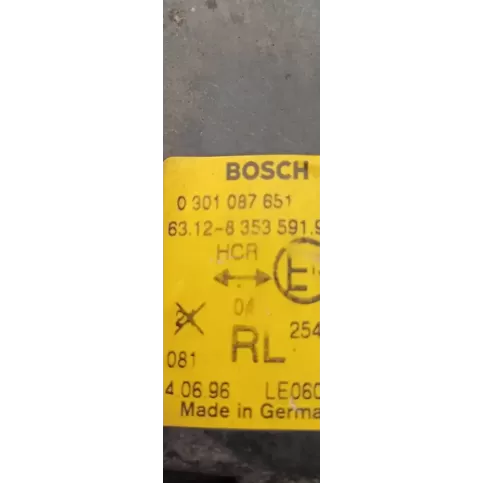 BOSCH
0 301 087 651
63.12-8 353 591.9
HCR
E1
04
RL 254
081
4.06.96 LE060
Made in Germa